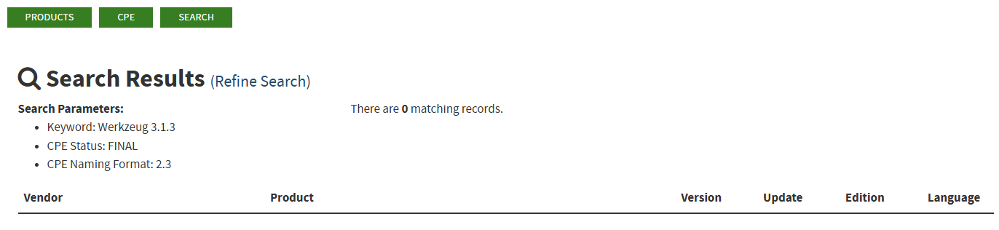 PRODUCTS CPE SEARCH
Search Results (Refine Search)
Search Parameters: There are 0 matching records.
• Keyword: Werkzeug 3.1.3
• CPE Status: FINAL
• CPE Naming Format: 2.3
Vendor Product Version Update Edition Language